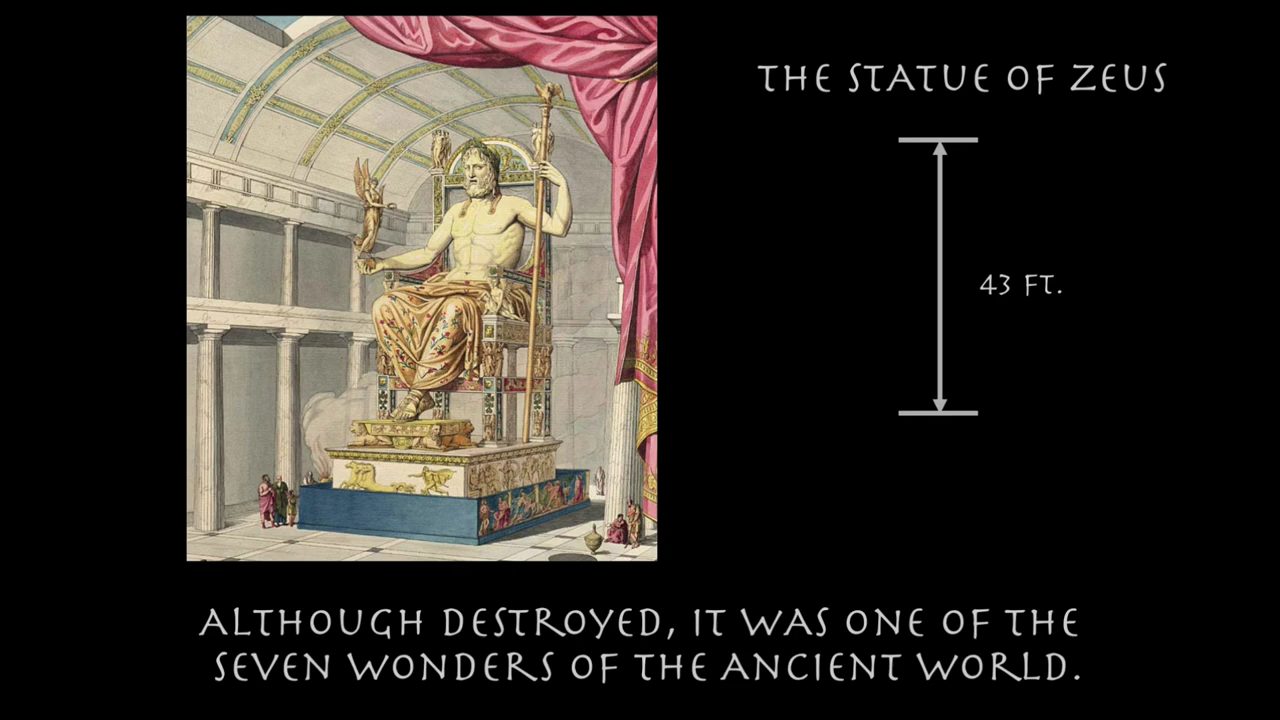 THE STATUE OF ZEUS
43 FT.
ALTHOUGH DESTROYED, IT WAS ONE OF THE
SEVEN WONDERS OF THE ANCIENT WORLD.